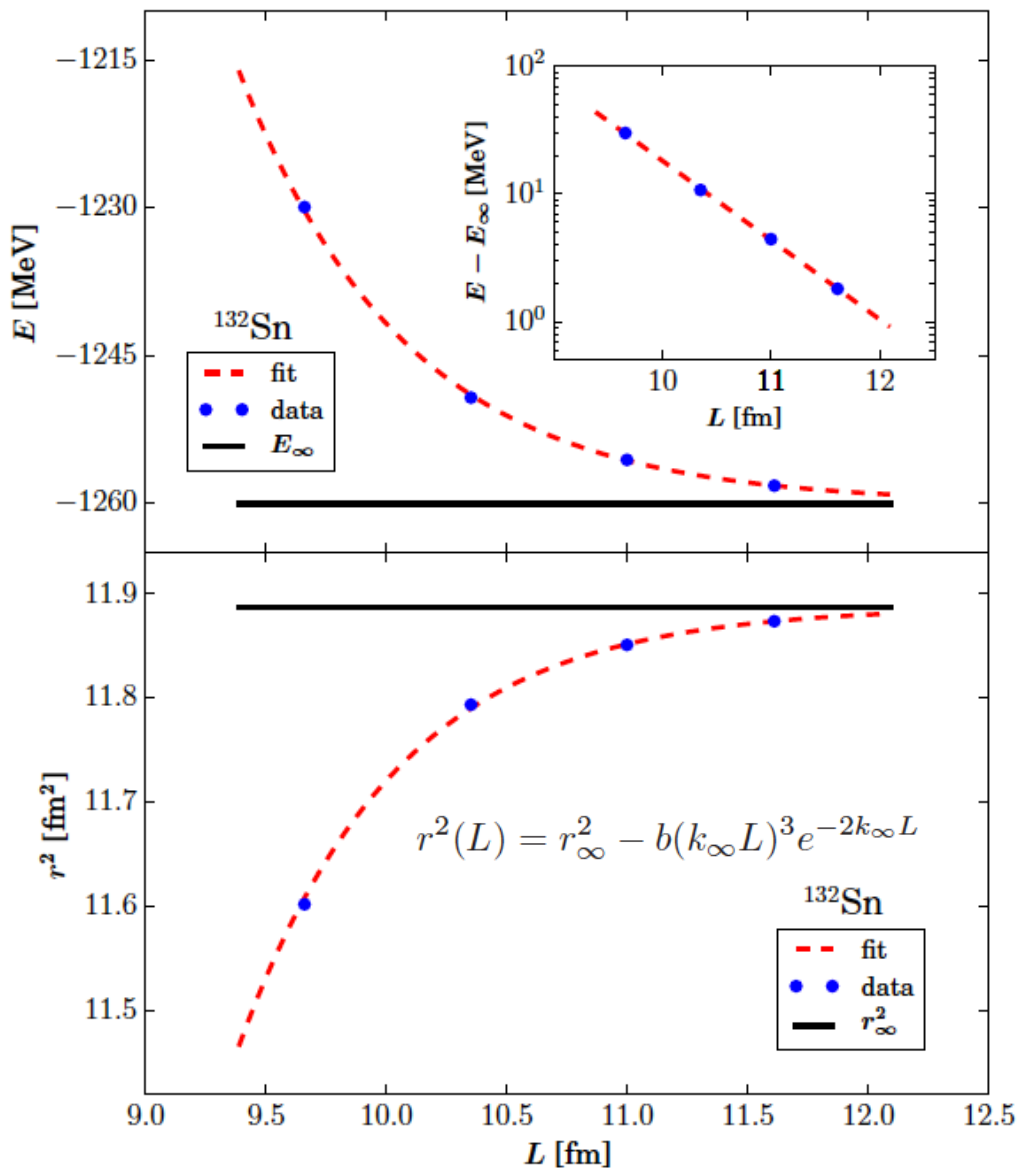 −1215
−1230
−1245
−1260
E [MeV]
¹³²Sn
fit
data
E∞
10²
10¹
10⁰
E − E∞ [MeV]
10 11 12
L [fm]
11.9
11.8
11.7
11.6
11.5
r² [fm²]
r²(L) = r²∞ − b(k∞L)³e^{−2k∞L}
¹³²Sn
fit
data
r²∞
9.0 9.5 10.0 10.5 11.0 11.5 12.0 12.5
L [fm]